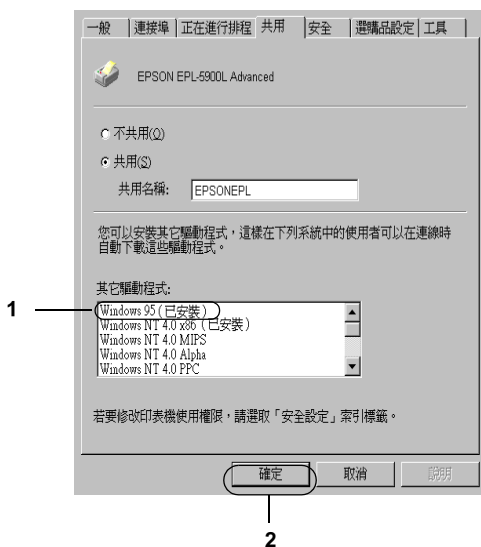 一般 連接埠 正在進行排程 共用 安全 選購品設定 工具
EPSON EPL-5900L Advanced
不共用(O)
共用(S)
共用名稱: EPSONEPL
您可以安裝其它驅動程式，這樣在下列系統中的使用者可以在連線時
自動下載這些驅動程式。
其它驅動程式:
1
Windows 95 (已安裝)
Windows NT 4.0 x86 (已安裝)
Windows NT 4.0 MIPS
Windows NT 4.0 Alpha
Windows NT 4.0 PPC
若要修改印表機使用權限，請選取「安全設定」索引標籤。
確定 取消 說明
2